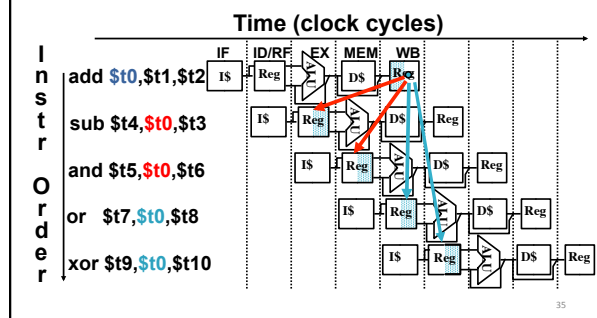 Time (clock cycles)
Instr Order
IF ID/RF EX MEM WB
add $t0,$t1,$t2 I$ Reg ALU D$ Reg
sub $t4,$t0,$t3 I$ Reg ALU D$ Reg
and $t5,$t0,$t6 I$ Reg ALU D$ Reg
or $t7,$t0,$t8 I$ Reg ALU D$ Reg
xor $t9,$t0,$t10 I$ Reg ALU D$ Reg
35